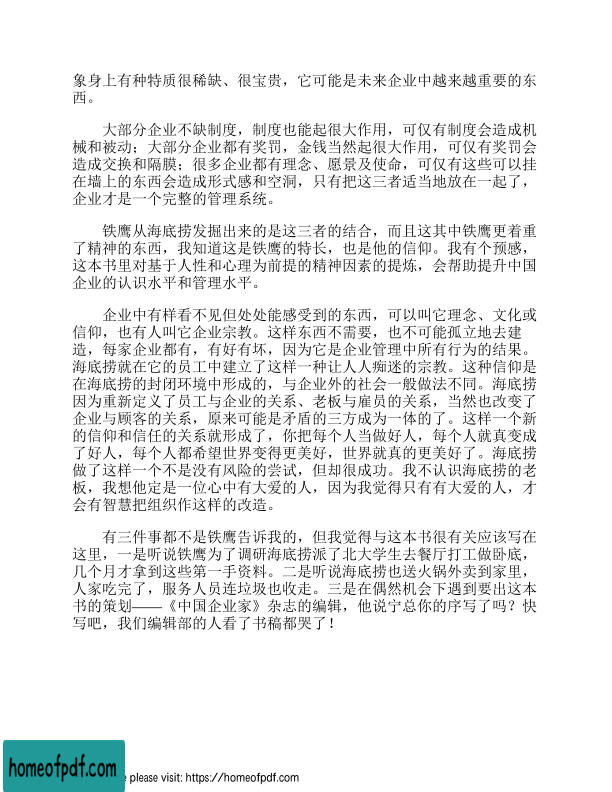 象身上有种特质很稀缺、很宝贵，它可能是未来企业中越来越重要的东
西。
大部分企业不缺制度，制度也能起很大作用，可仅有制度会造成机
械和被动；大部分企业都有奖罚，金钱当然起很大作用，可仅有奖罚会
造成交换和隔膜；很多企业都有理念、愿景及使命，可仅有这些可以挂
在墙上的东西会造成形式感和空洞，只有把这三者适当地放在一起了，
企业才是一个完整的管理系统。
铁鹰从海底捞发掘出来的是这三者的结合，而且这其中铁鹰更着重
了精神的东西，我知道这是铁鹰的特长，也是他的信仰。我有个预感，
这本书里对基于人性和心理为前提的精神因素的提炼，会帮助提升中国
企业的认识水平和管理水平。
企业中有样看不见但处处能感受到的东西，可以叫它理念、文化或
信仰，也有人叫它企业宗教。这样东西不需要，也不可能孤立地去建
造，每家企业都有，有好有坏，因为它是企业管理中所有行为的结果。
海底捞就在它的员工中建立了这样一种让人人痴迷的宗教。这种信仰是
在海底捞的封闭环境中形成的，与企业外的社会一般做法不同。海底捞
因为重新定义了员工与企业的关系、老板与雇员的关系，当然也改变了
企业与顾客的关系，原来可能是矛盾的三方成为一体的了。这样一个新
的信仰和信任的关系就形成了，你把每个人当做好人，每个人就真变成
了好人，每个人都希望世界变得更美好，世界就真的更美好了。海底捞
做了这样一个不是没有风险的尝试，但却很成功。我不认识海底捞的老
板，我想他定是一位心中有大爱的人，因为我觉得只有有大爱的人，才
会有智慧把组织作这样的改造。
有三件事都不是铁鹰告诉我的，但我觉得与这本书很有关应该写在
这里，一是听说铁鹰为了调研海底捞派了北大学生去餐厅打工做卧底，
几个月才拿到这些第一手资料。二是听说海底捞也送火锅外卖到家里，
人家吃完了，服务人员连垃圾也收走。三是在偶然机会下遇到要出这本
书的策划——《中国企业家》杂志的编辑，他说宁总你的序写了吗？快
写吧，我们编辑部的人看了书稿都哭了！
homeofpdf.com
e please visit: https://homeofpdf.com